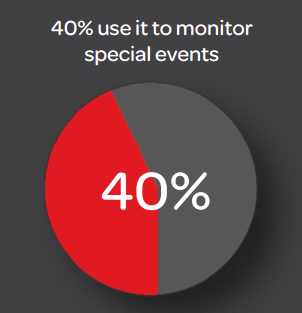 40% use it to monitor
special events
40%